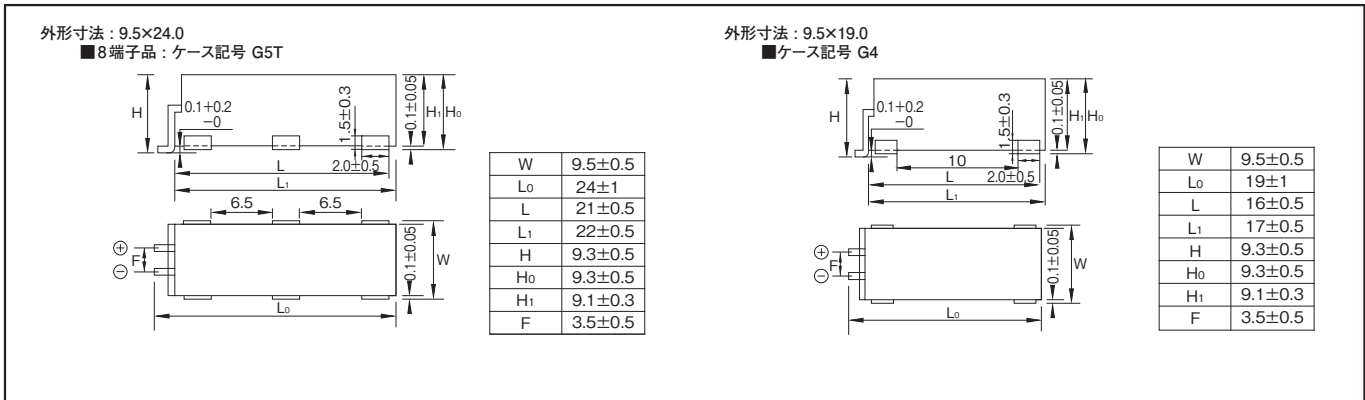 外形寸法 : 9.5×24.0
■8端子品 : ケース記号 G5T
H
0.1+0.2
−0
1.5±0.3
0.1±0.05
H1
H0
L
2.0±0.5
L1
6.5
6.5
⊕
F
⊖
0.1±0.05
W
L0
W 9.5±0.5
L0 24±1
L 21±0.5
L1 22±0.5
H 9.3±0.5
H0 9.3±0.5
H1 9.1±0.3
F 3.5±0.5
外形寸法 : 9.5×19.0
■ケース記号 G4
H
0.1+0.2
−0
1.5±0.3
0.1±0.05
H1
H0
10
L
2.0±0.5
L1
⊕
F
⊖
0.1±0.05
W
L0
W 9.5±0.5
L0 19±1
L 16±0.5
L1 17±0.5
H 9.3±0.5
H0 9.3±0.5
H1 9.1±0.3
F 3.5±0.5